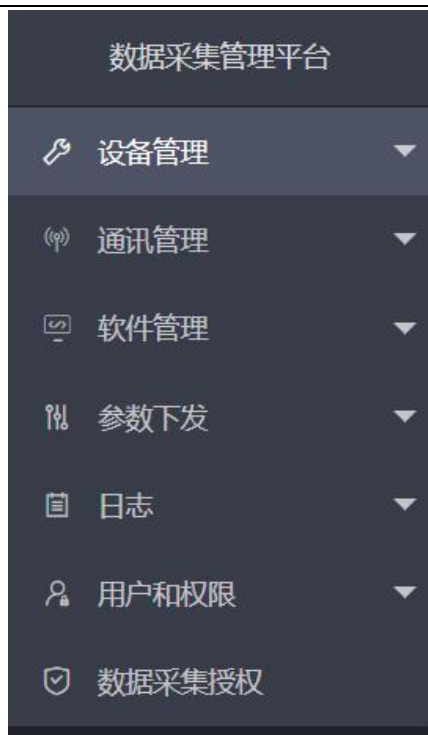 数据采集管理平台
设备管理
通讯管理
软件管理
参数下发
日志
用户和权限
数据采集授权